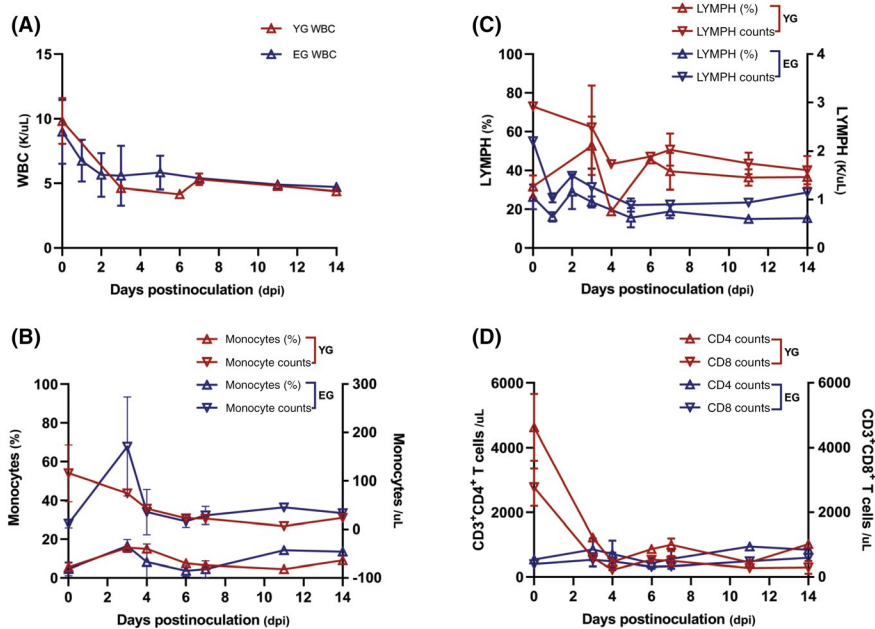 (A)
YG WBC
EG WBC
15
10
5
0
WBC (K/uL)
0 2 4 6 8 10 12 14
Days postinoculation (dpi)
(C)
LYMPH (%)
LYMPH counts
YG
LYMPH (%)
LYMPH counts
EG
100
80
60
40
20
0
LYMPH (%)
4
3
2
1
0
LYMPH (K/uL)
0 2 4 6 8 10 12 14
Days postinoculation (dpi)
(B)
Monocytes (%)
Monocyte counts
YG
Monocytes (%)
Monocyte counts
EG
100
80
60
40
20
0
Monocytes (%)
300
200
100
0
-100
Monocytes /uL
0 2 4 6 8 10 12 14
Days postinoculation (dpi)
(D)
CD4 counts
CD8 counts
YG
CD4 counts
CD8 counts
EG
6000
4000
2000
0
CD3+CD4+ T cells /uL
6000
4000
2000
0
CD3+CD8+ T cells /uL
0 2 4 6 8 10 12 14
Days postinoculation (dpi)